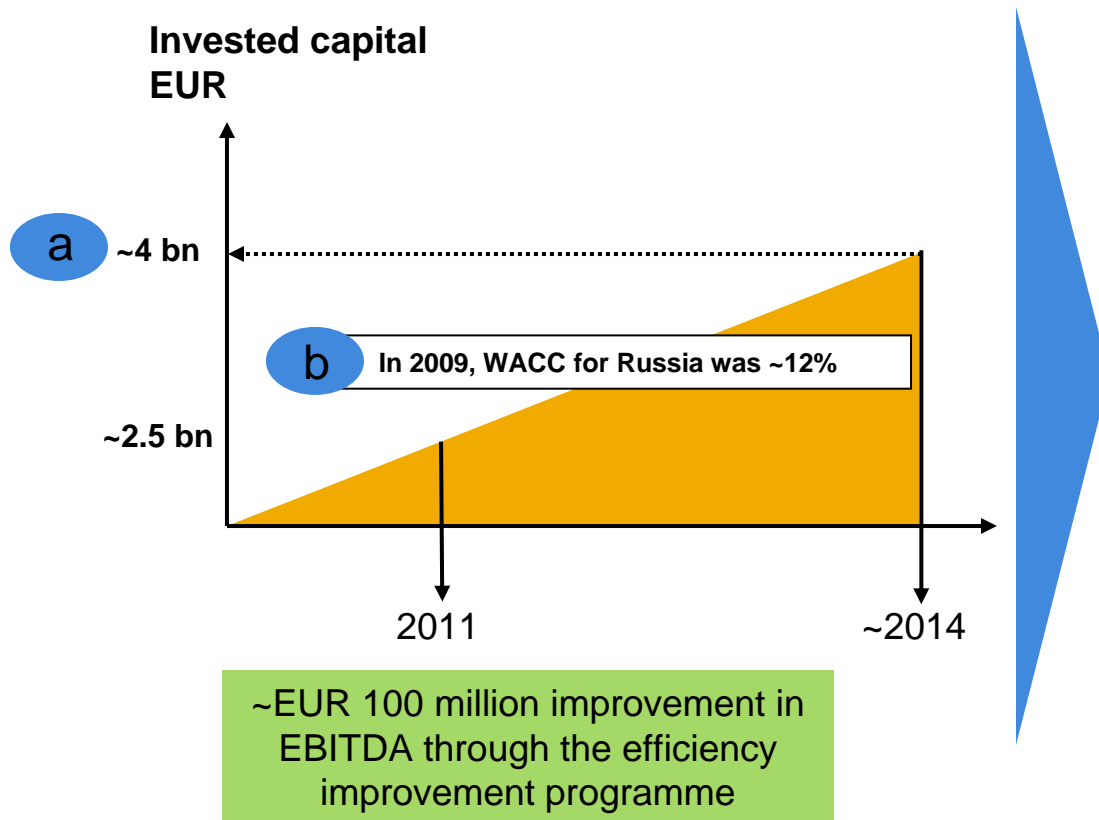 Invested capital
EUR
a
~4 bn
b
In 2009, WACC for Russia was ~12%
~2.5 bn
2011
~2014
~EUR 100 million improvement in
EBITDA through the efficiency
improvement programme